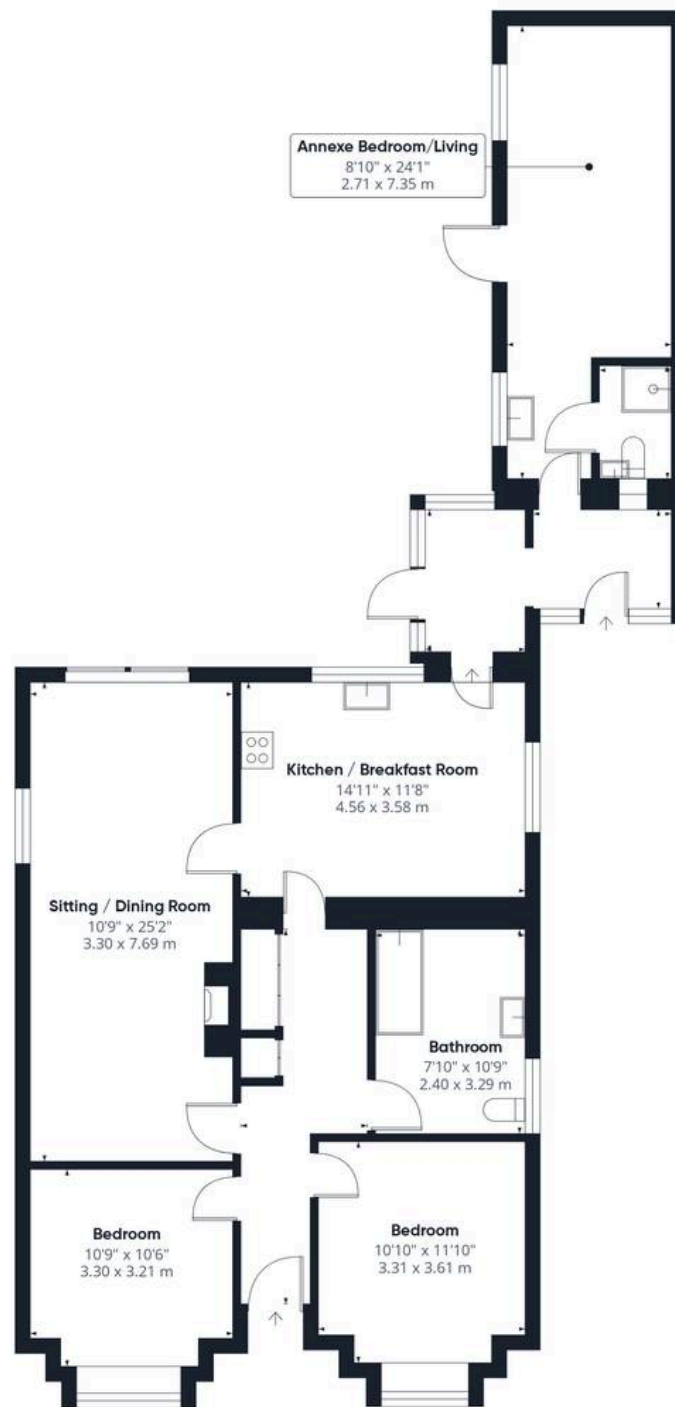 Annexe Bedroom/Living
8'10" x 24'1"
2.71 x 7.35 m
Kitchen / Breakfast Room
14'11" x 11'8"
4.56 x 3.58 m
Sitting / Dining Room
10'9" x 25'2"
3.30 x 7.69 m
Bathroom
7'10" x 10'9"
2.40 x 3.29 m
Bedroom
10'9" x 10'6"
3.30 x 3.21 m
Bedroom
10'10" x 11'10"
3.31 x 3.61 m